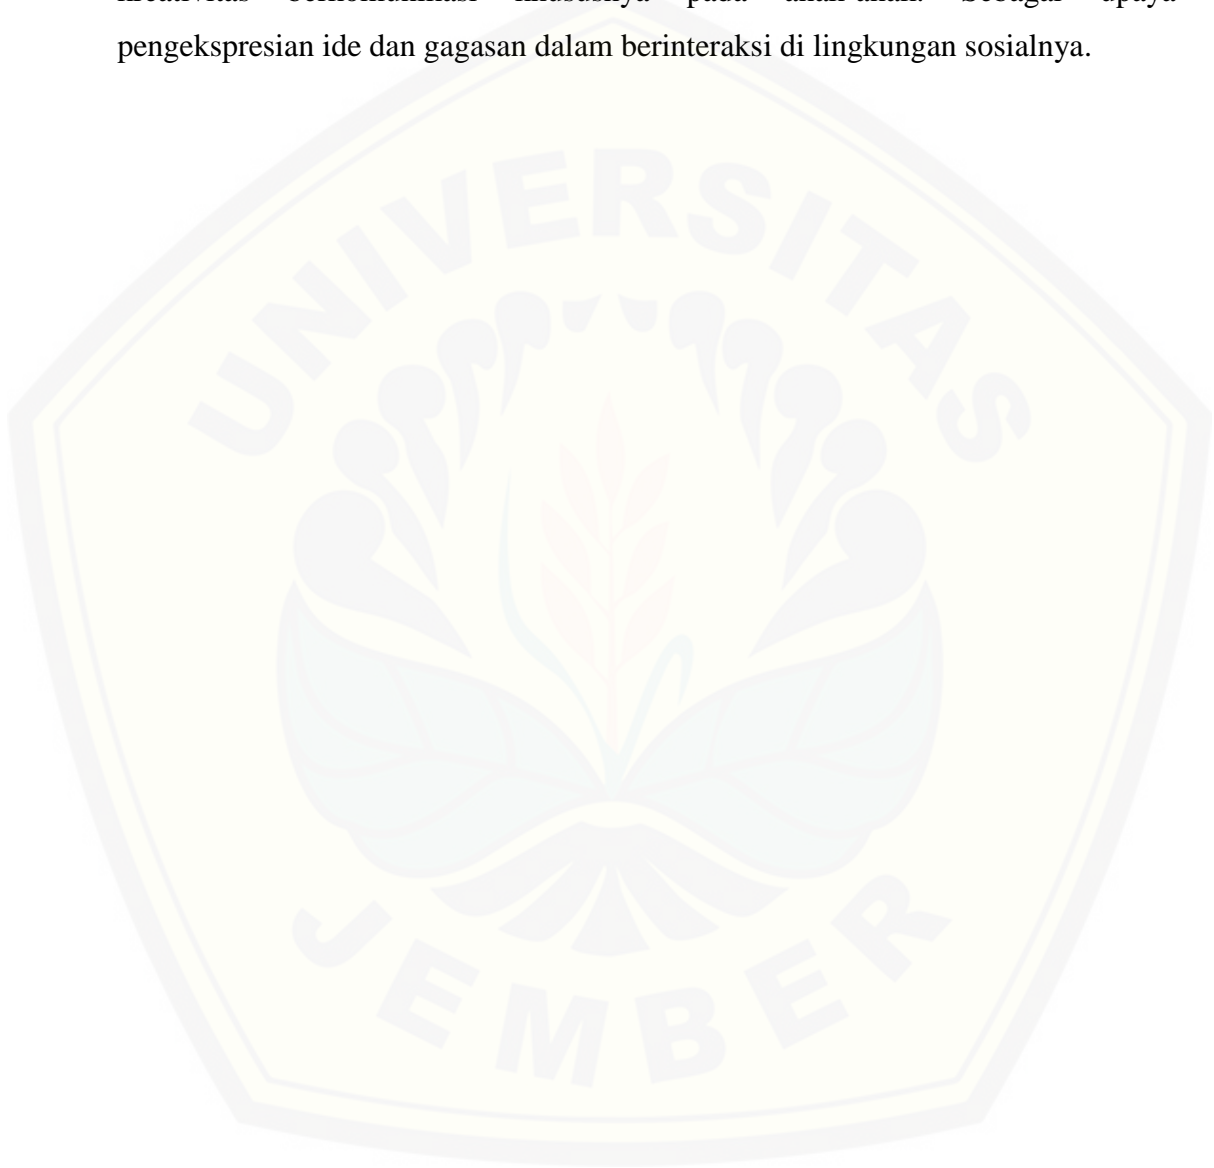 kreativitas berkomunikasi khususnya pada anak-anak. Sebagai upaya
pengekspresian ide dan gagasan dalam berinteraksi di lingkungan sosialnya.
UNIVERSITAS
JEMBER